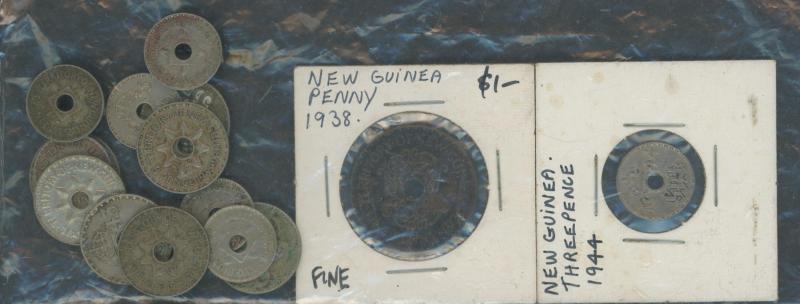 NEW GUINEA
PENNY
1938.
$1-
FINE
NEW GUINEA.
THREEPENCE
1944